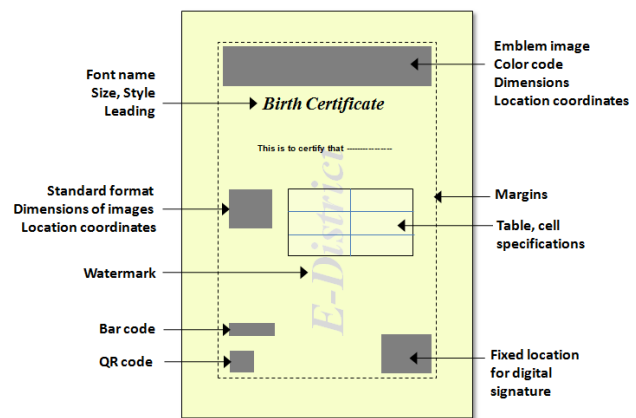 Font name
Size, Style
Leading
Emblem image
Color code
Dimensions
Location coordinates
Birth Certificate
This is to certify that ----------------
Standard format
Dimensions of images
Location coordinates
Margins
Table, cell
specifications
Watermark
E-District
Bar code
QR code
Fixed location
for digital
signature